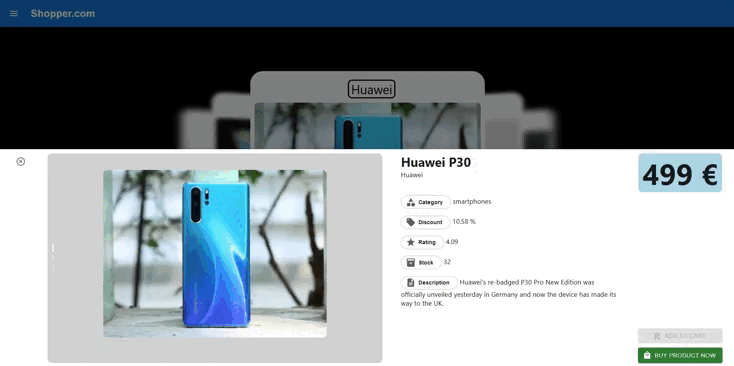 Shopper.com
Huawei
Huawei P30
Huawei
499 €
Category smartphones
Discount 10.58 %
Rating 4.09
Stock 32
Description Huawei's re-badged P30 Pro New Edition was
officially unveiled yesterday in Germany and now the device has made its
way to the UK.
ADD TO CART
BUY PRODUCT NOW